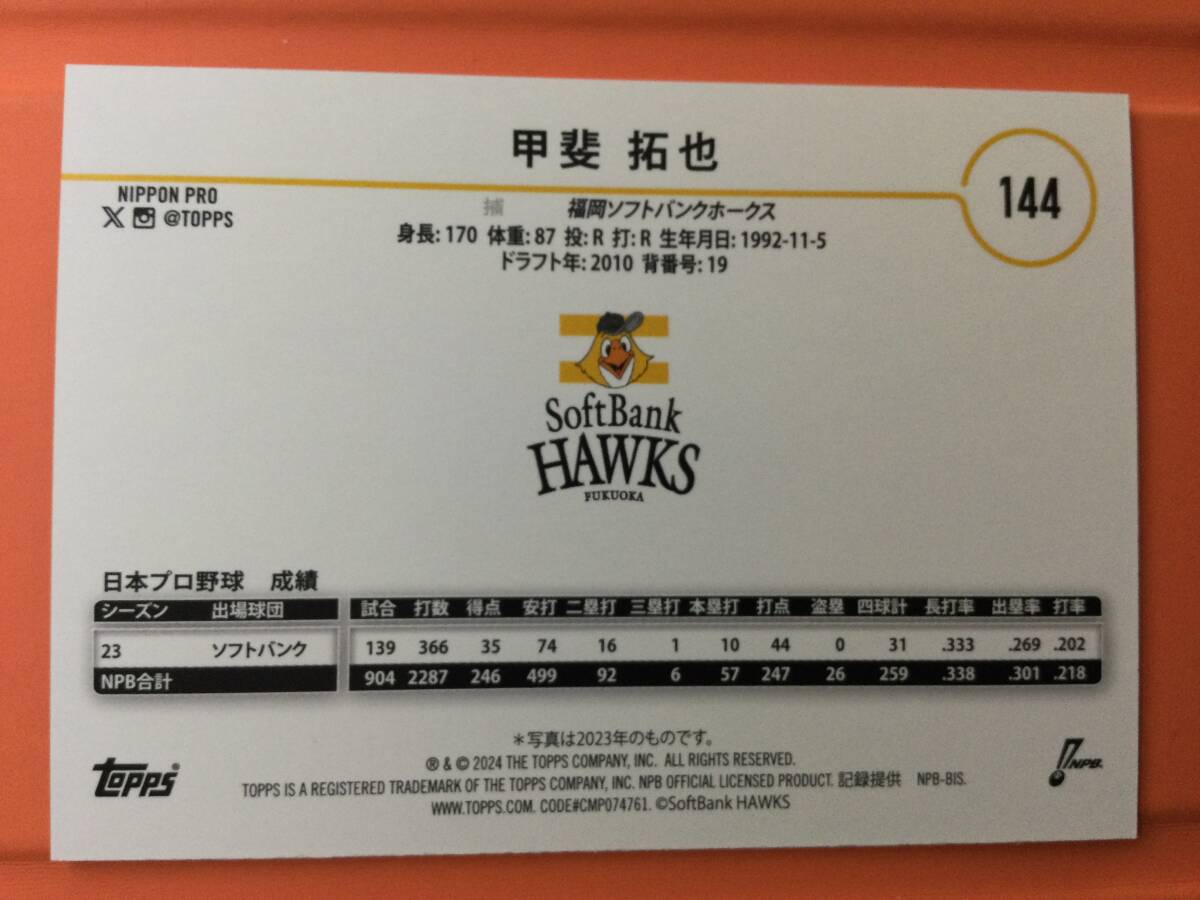 甲斐 拓也
144
NIPPON PRO
@TOPPS
捕 福岡ソフトバンクホークス
身長: 170 体重: 87 投: R 打: R 生年月日: 1992-11-5
ドラフト年: 2010 背番号: 19
SoftBank
HAWKS
FUKUOKA
日本プロ野球 成績
シーズン 出場球団 試合 打数 得点 安打 二塁打 三塁打 本塁打 打点 盗塁 四球計 長打率 出塁率 打率
23 ソフトバンク 139 366 35 74 16 1 10 44 0 31 .333 .269 .202
NPB合計 904 2287 246 499 92 6 57 247 26 259 .338 .301 .218
＊写真は2023年のものです。
® & © 2024 THE TOPPS COMPANY, INC. ALL RIGHTS RESERVED.
TOPPS IS A REGISTERED TRADEMARK OF THE TOPPS COMPANY, INC. NPB OFFICIAL LICENSED PRODUCT. 記録提供 NPB-BIS.
WWW.TOPPS.COM. CODE#CMP074761. ©SoftBank HAWKS
TOPPS®
NPB